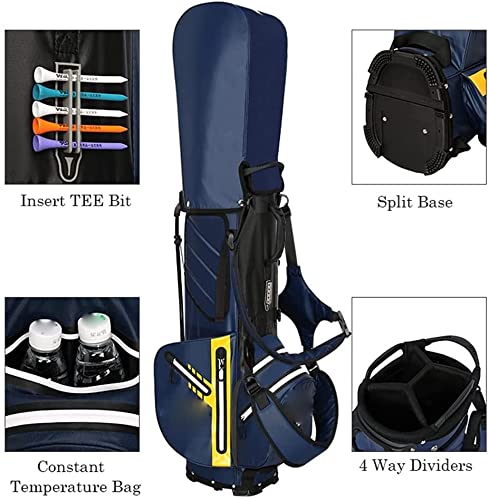 Insert TEE Bit
Split Base
Constant
Temperature Bag
4 Way Dividers